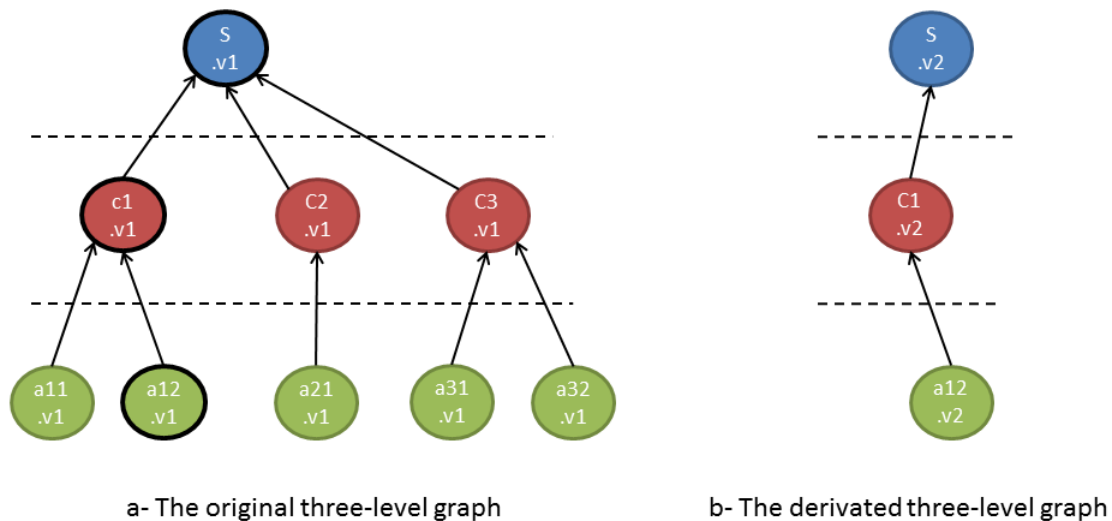 S
.v1
S
.v2
c1
.v1
C2
.v1
C3
.v1
C1
.v2
a11
.v1
a12
.v1
a21
.v1
a31
.v1
a32
.v1
a12
.v2
a- The original three-level graph
b- The derivated three-level graph